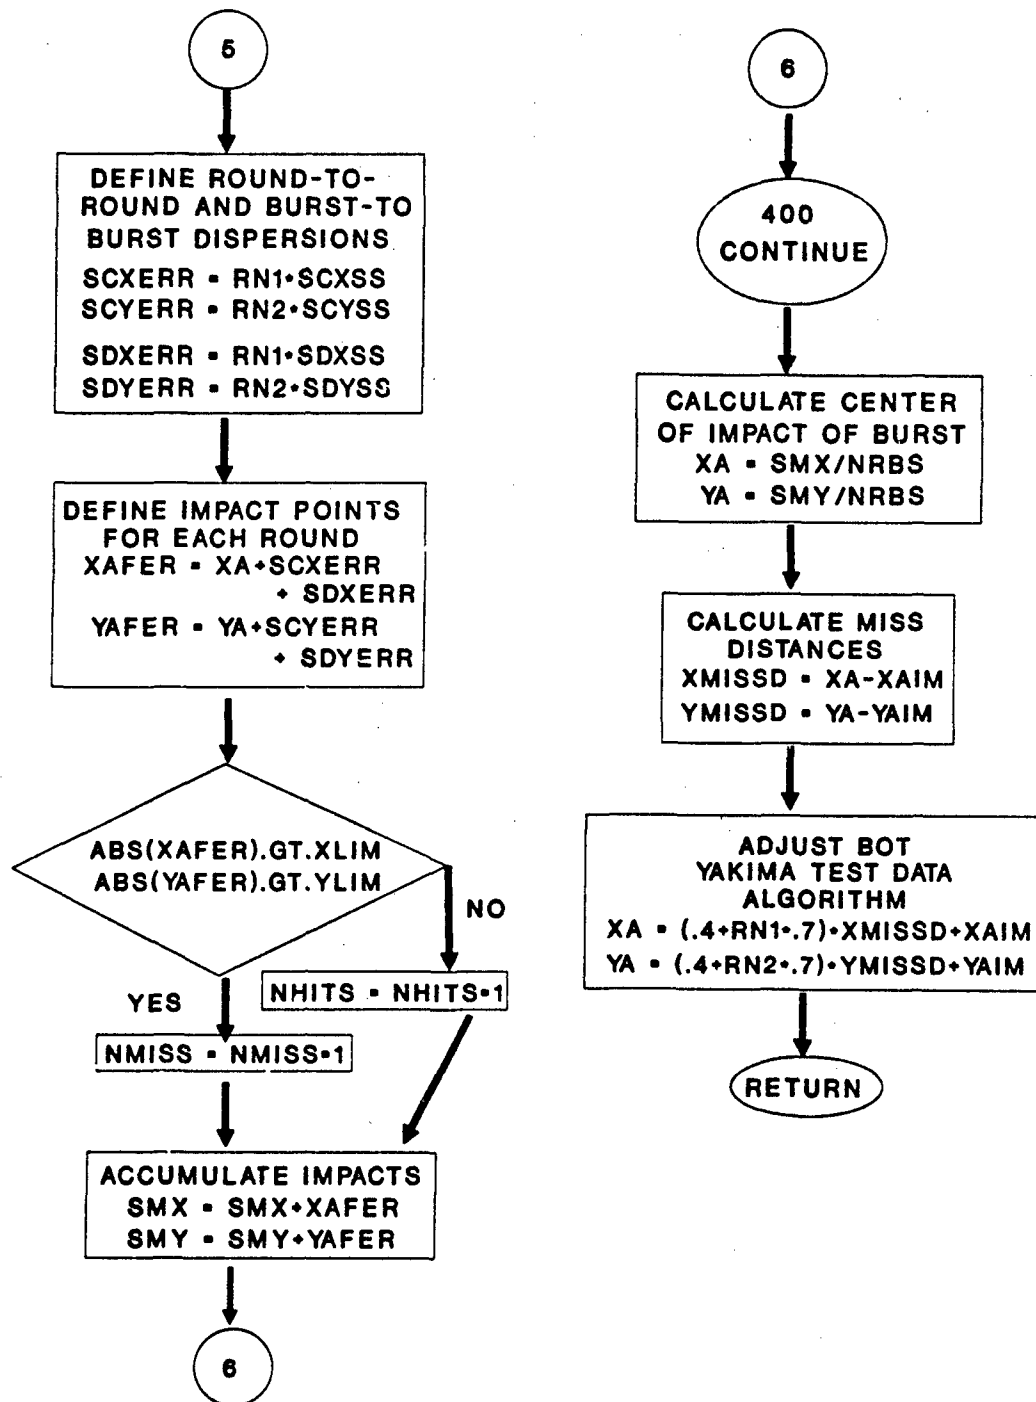 5
DEFINE ROUND-TO-
ROUND AND BURST-TO
BURST DISPERSIONS
SCXERR = RN1*SCXSS
SCYERR = RN2*SCYSS
SDXERR = RN1*SDXSS
SDYERR = RN2*SDYSS
DEFINE IMPACT POINTS
FOR EACH ROUND
XAFER = XA+SCXERR
+ SDXERR
YAFER = YA+SCYERR
+ SDYERR
ABS(XAFER).GT.XLIM
ABS(YAFER).GT.YLIM
NO
YES
NHITS = NHITS+1
NMISS = NMISS+1
ACCUMULATE IMPACTS
SMX = SMX+XAFER
SMY = SMY+YAFER
6
6
400
CONTINUE
CALCULATE CENTER
OF IMPACT OF BURST
XA = SMX/NRBS
YA = SMY/NRBS
CALCULATE MISS
DISTANCES
XMISSD = XA-XAIM
YMISSD = YA-YAIM
ADJUST BOT
YAKIMA TEST DATA
ALGORITHM
XA = (.4+RN1*.7)*XMISSD+XAIM
YA = (.4+RN2*.7)*YMISSD+YAIM
RETURN